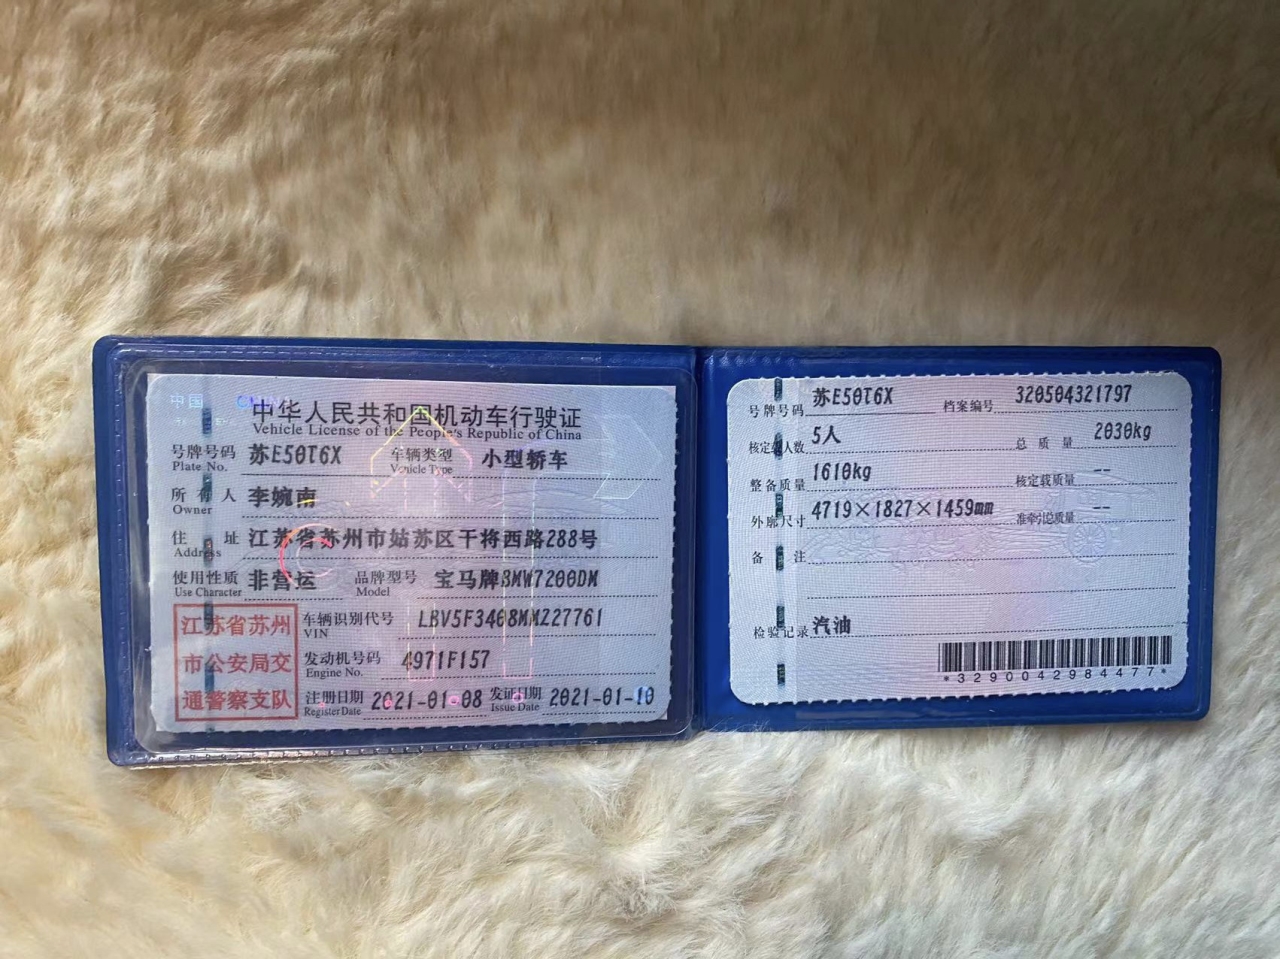 中国 CHINA
中华人民共和国机动车行驶证
Vehicle License of the People's Republic of China
号牌号码 苏E50T6X 车辆类型 小型轿车
Plate No. Vehicle Type
所有人 李婉南
Owner
住址 江苏省苏州市姑苏区干将西路288号
Address
使用性质 非营运 品牌型号 宝马牌BMW7200DM
Use Character Model
江苏省苏州
市公安局交
通警察支队
车辆识别代号 LBV5F3408MMZ27761
VIN
发动机号码 4971F157
Engine No.
注册日期 2021-01-08 发证日期 2021-01-10
Register Date Issue Date
号牌号码 苏E50T6X 档案编号 320504321797
核定载人数 5人 总质量 2030kg
整备质量 1610kg 核定载质量 --
外廓尺寸 4719×1827×1459mm 准牵引总质量 --
备注
检验记录 汽油
*3290042984477*